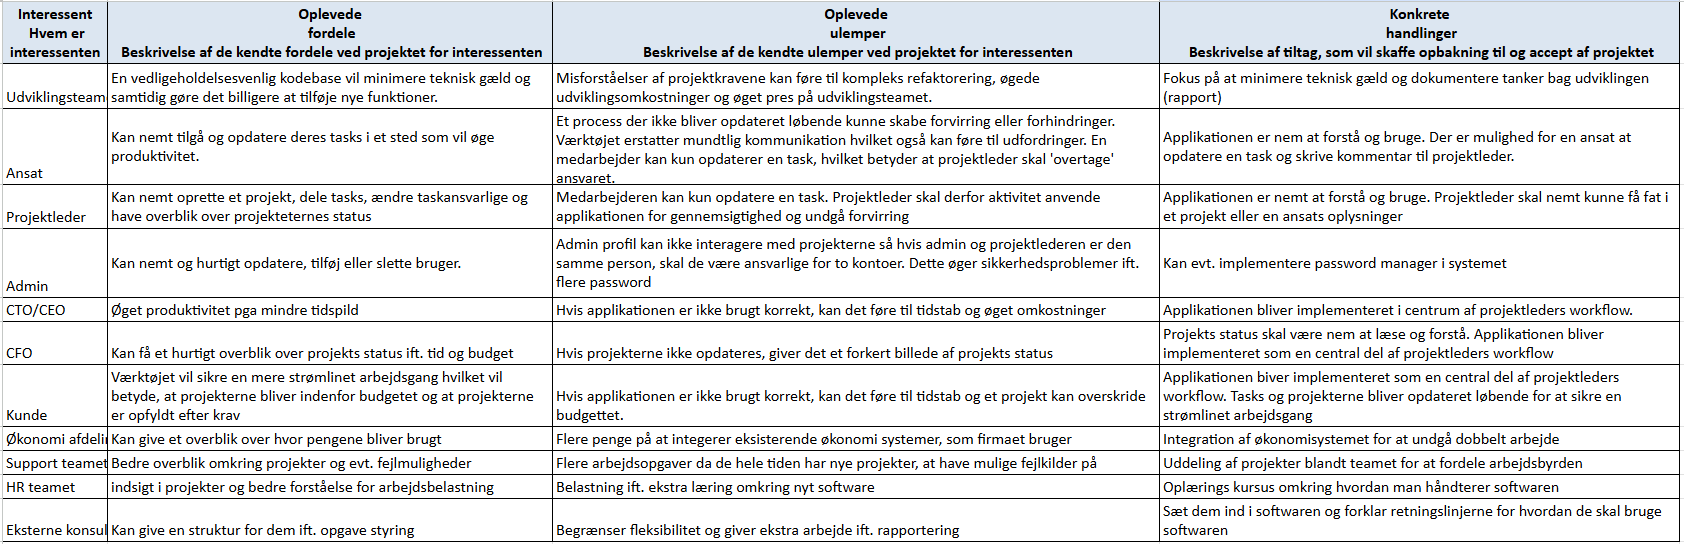 Interessent
Hvem er
interessenten
Oplevede
fordele
Beskrivelse af de kendte fordele ved projektet for interessenten
Oplevede
ulemper
Beskrivelse af de kendte ulemper ved projektet for interessenten
Konkrete
handlinger
Beskrivelse af tiltag, som vil skaffe opbakning til og accept af projektet
Udviklingsteam
En vedligeholdelsesvenlig kodebase vil minimere teknisk gæld og
samtidig gøre det billigere at tilføje nye funktioner.
Misforståelser af projektkravene kan føre til kompleks refaktorering, øgede
udviklingsomkostninger og øget pres på udviklingsteamet.
Fokus på at minimere teknisk gæld og dokumentere tanker bag udviklingen
(rapport)
Ansat
Kan nemt tilgå og opdatere deres tasks i et sted som vil øge
produktivitet.
Et process der ikke bliver opdateret løbende kunne skabe forvirring eller forhindringer.
Værktøjet erstatter mundtlig kommunikation hvilket også kan føre til udfordringer. En
medarbejder kan kun opdaterer en task, hvilket betyder at projektleder skal 'overtage'
ansvaret.
Applikationen er nem at forstå og bruge. Der er mulighed for en ansat at
opdatere en task og skrive kommentar til projektleder.
Projektleder
Kan nemt oprette et projekt, dele tasks, ændre taskansvarlige og
have overblik over projekteternes status
Medarbejderen kan kun opdatere en task. Projektleder skal derfor aktivitet anvende
applikationen for gennemsigtighed og undgå forvirring
Applikationen er nemt at forstå og bruge. Projektleder skal nemt kunne få fat i
et projekt eller en ansats oplysninger
Admin
Kan nemt og hurtigt opdatere, tilføj eller slette bruger.
Admin profil kan ikke interagere med projekterne så hvis admin og projektlederen er den
samme person, skal de være ansvarlige for to kontoer. Dette øger sikkerhedsproblemer ift.
flere password
Kan evt. implementere password manager i systemet
CTO/CEO
Øget produktivitet pga mindre tidspild
Hvis applikationen er ikke brugt korrekt, kan det føre til tidstab og øget omkostninger
Applikationen bliver implementeret i centrum af projektleders workflow.
CFO
Kan få et hurtigt overblik over projekts status ift. tid og budget
Hvis projekterne ikke opdateres, giver det et forkert billede af projekts status
Projekts status skal være nem at læse og forstå. Applikationen bliver
implementeret som en central del af projektleders workflow
Kunde
Værktøjet vil sikre en mere strømlinet arbejdsgang hvilket vil
betyde, at projekterne bliver indenfor budgetet og at projekterne
er opfyldt efter krav
Hvis applikationen er ikke brugt korrekt, kan det føre til tidstab og et projekt kan overskride
budgettet.
Applikationen biver implementeret som en central del af projektleders
workflow. Tasks og projekterne bliver opdateret løbende for at sikre en
strømlinet arbejdsgang
Økonomi afdelin
Kan give et overblik over hvor pengene bliver brugt
Flere penge på at integerer eksisterende økonomi systemer, som firmaet bruger
Integration af økonomisystemet for at undgå dobbelt arbejde
Support teamet
Bedre overblik omkring projekter og evt. fejlmuligheder
Flere arbejdsopgaver da de hele tiden har nye projekter, at have mulige fejlkilder på
Uddeling af projekter blandt teamet for at fordele arbejdsbyrden
HR teamet
indsigt i projekter og bedre forståelse for arbejdsbelastning
Belastning ift. ekstra læring omkring nyt software
Oplærings kursus omkring hvordan man håndterer softwaren
Eksterne konsul
Kan give en struktur for dem ift. opgave styring
Begrænser fleksibilitet og giver ekstra arbejde ift. rapportering
Sæt dem ind i softwaren og forklar retningslinjerne for hvordan de skal bruge
softwaren